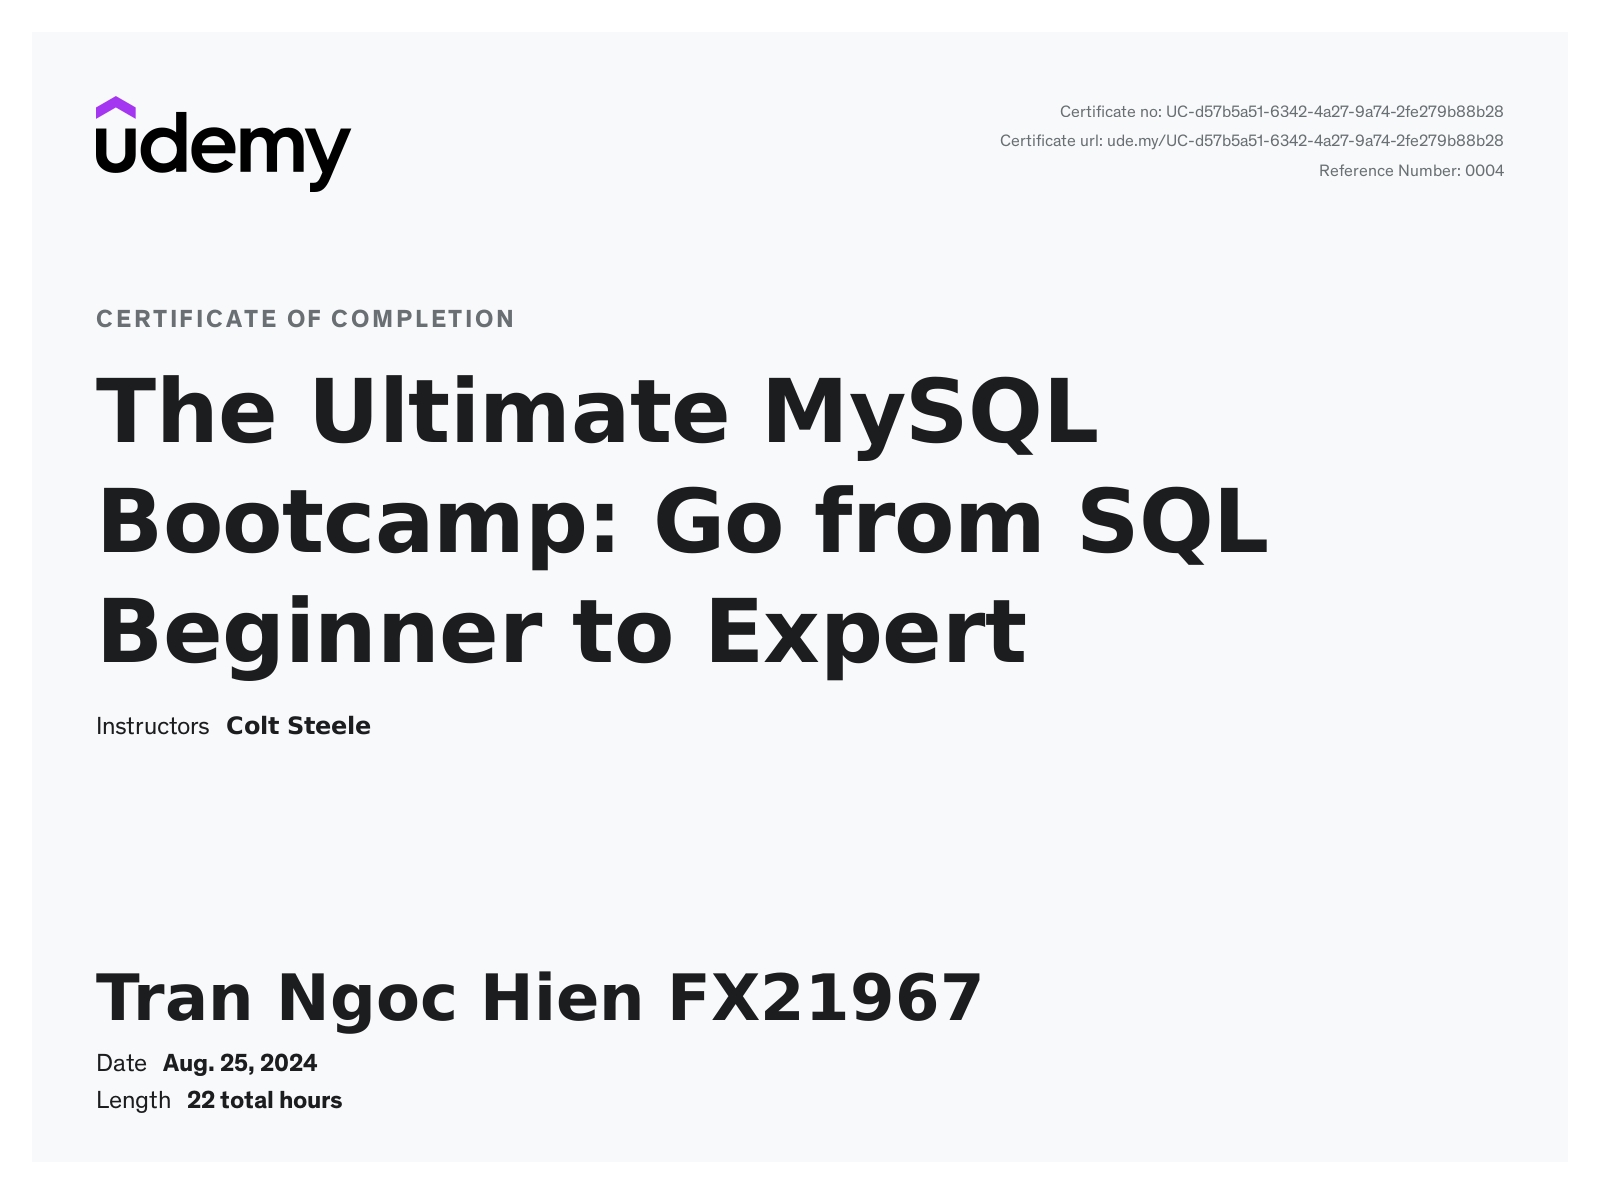 udemy
Certificate no: UC-d57b5a51-6342-4a27-9a74-2fe279b88b28
Certificate url: ude.my/UC-d57b5a51-6342-4a27-9a74-2fe279b88b28
Reference Number: 0004
CERTIFICATE OF COMPLETION
The Ultimate MySQL
Bootcamp: Go from SQL
Beginner to Expert
Instructors Colt Steele
Tran Ngoc Hien FX21967
Date Aug. 25, 2024
Length 22 total hours